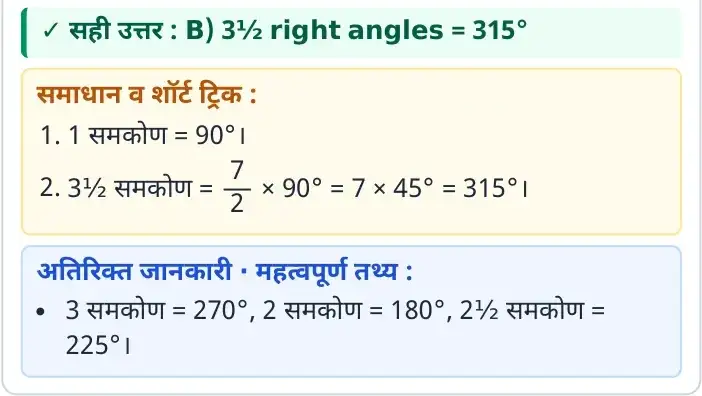 ✓ सही उत्तर : B) 3½ right angles = 315°
समाधान व शॉर्ट ट्रिक :
1. 1 समकोण = 90°।
2. 3½ समकोण = 7/2 × 90° = 7 × 45° = 315°।
अतिरिक्त जानकारी · महत्वपूर्ण तथ्य :
• 3 समकोण = 270°, 2 समकोण = 180°, 2½ समकोण =
225°।